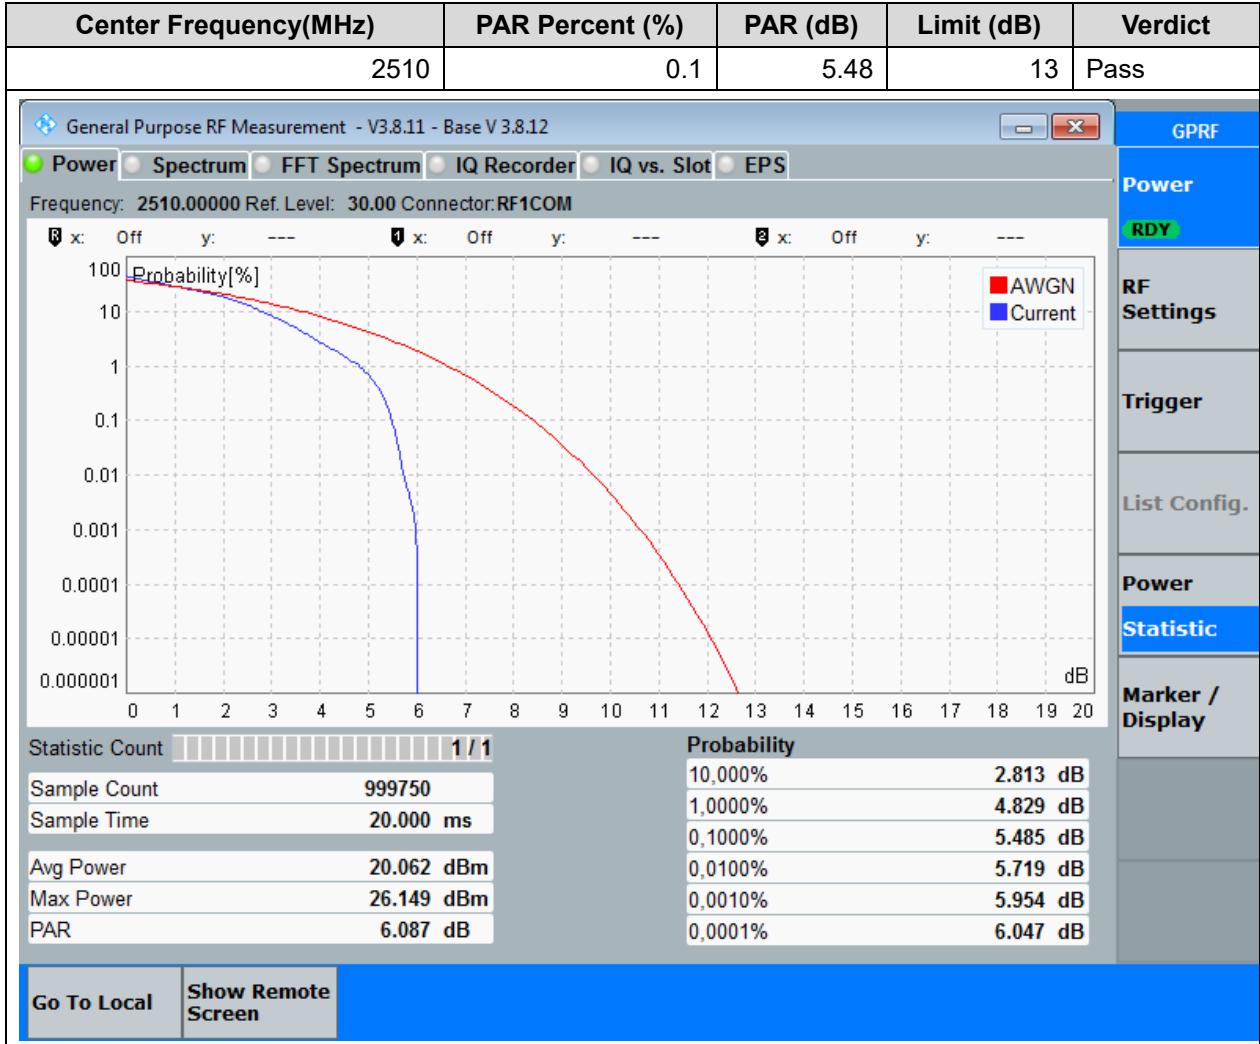 Center Frequency(MHz) PAR Percent (%) PAR (dB) Limit (dB) Verdict
2510 0.1 5.48 13 Pass
General Purpose RF Measurement - V3.8.11 - Base V 3.8.12
GPRF
Power Spectrum FFT Spectrum IQ Recorder IQ vs. Slot EPS
Power
RDY
Frequency: 2510.00000 Ref. Level: 30.00 Connector:RF1COM
R x: Off y: --- 1 x: Off y: --- 2 x: Off y: ---
Probability[%]
AWGN
Current
100
10
1
0.1
0.01
0.001
0.0001
0.00001
0.000001
dB
0 1 2 3 4 5 6 7 8 9 10 11 12 13 14 15 16 17 18 19 20
RF
Settings
Trigger
List Config.
Power
Statistic
Marker /
Display
Statistic Count 1 / 1
Sample Count 999750
Sample Time 20.000 ms
Avg Power 20.062 dBm
Max Power 26.149 dBm
PAR 6.087 dB
Probability
10,000% 2.813 dB
1,0000% 4.829 dB
0,1000% 5.485 dB
0,0100% 5.719 dB
0,0010% 5.954 dB
0,0001% 6.047 dB
Go To Local
Show Remote
Screen